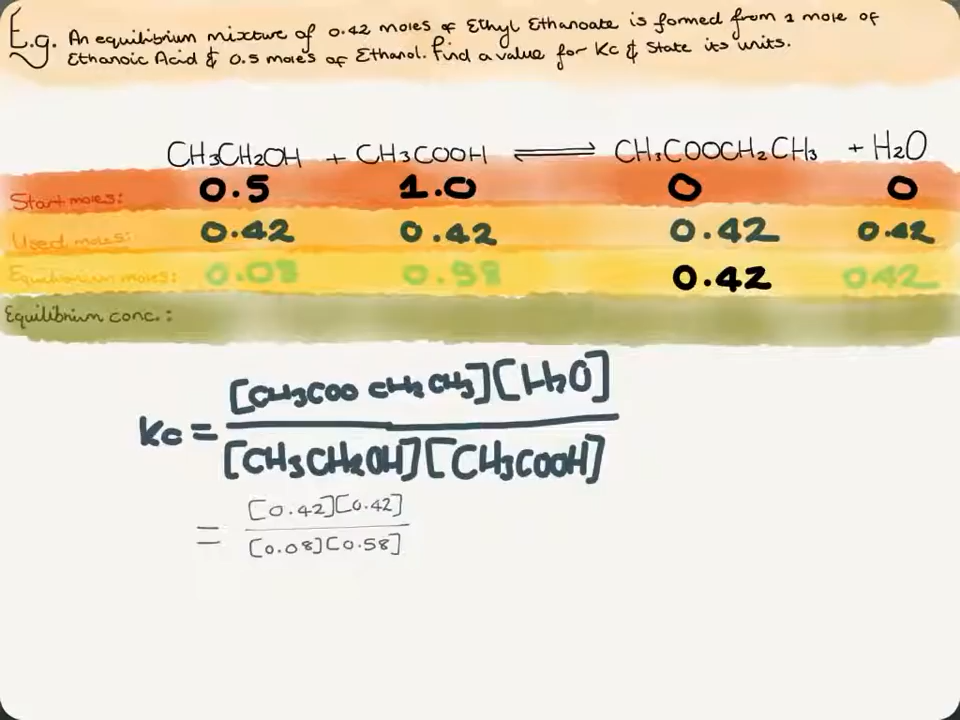 E.g. An equilibrium mixture of 0.42 moles of Ethyl Ethanoate is formed from 1 mole of
Ethanoic Acid & 0.5 moles of Ethanol. Find a value for Kc & State its units.
CH3CH2OH + CH3COOH ⇌ CH3COOCH2CH3 + H2O
Start moles: 0.5 1.0 0 0
Used moles: 0.42 0.42 0.42 0.42
Equilibrium moles: 0.08 0.58 0.42 0.42
Equilibrium conc.:
[CH3COO CH2 CH3][H2O]
Kc =
[CH3CH2OH][CH3COOH]
[0.42][0.42]
=
[0.08][0.58]